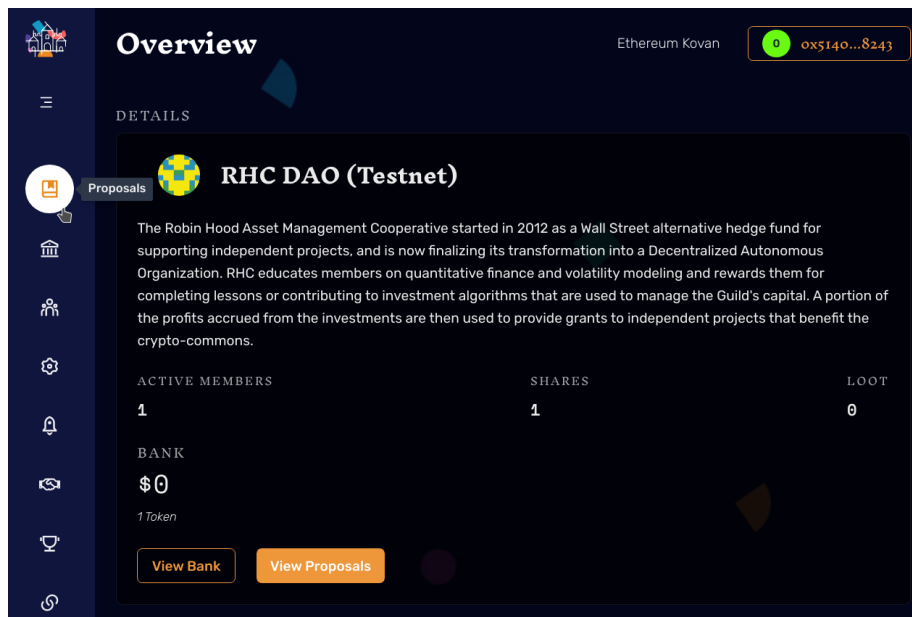 Overview
Ethereum Kovan
0 0x5140...8243
DETAILS
Proposals
RHC DAO (Testnet)
The Robin Hood Asset Management Cooperative started in 2012 as a Wall Street alternative hedge fund for
supporting independent projects, and is now finalizing its transformation into a Decentralized Autonomous
Organization. RHC educates members on quantitative finance and volatility modeling and rewards them for
completing lessons or contributing to investment algorithms that are used to manage the Guild's capital. A portion of
the profits accrued from the investments are then used to provide grants to independent projects that benefit the
crypto-commons.
ACTIVE MEMBERS SHARES LOOT
1 1 0
BANK
$0
1 Token
View Bank View Proposals